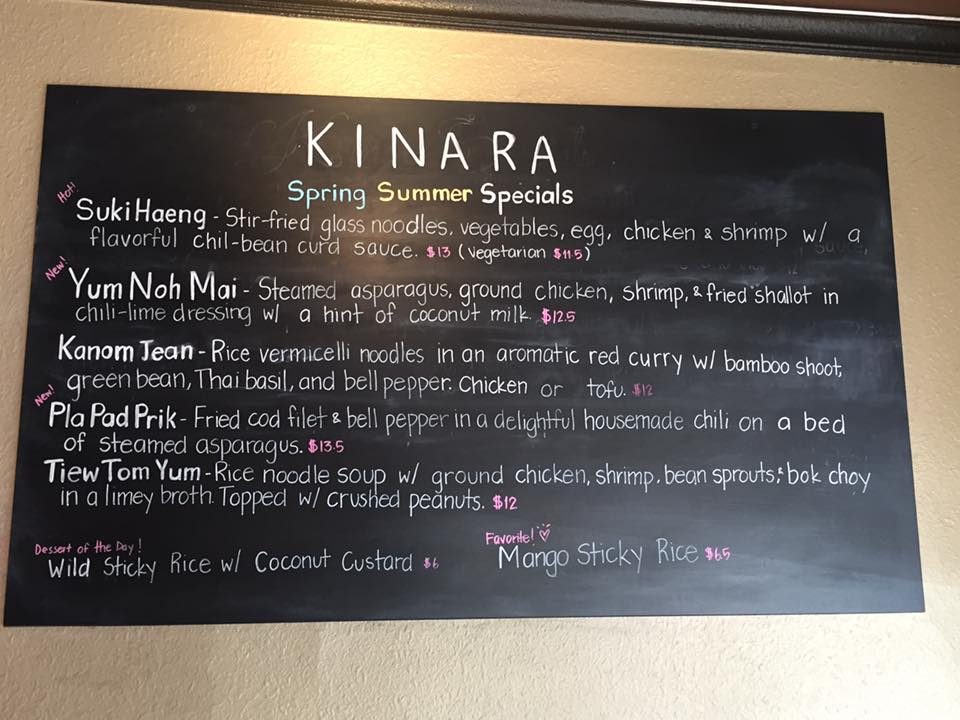 KINARA
Spring Summer Specials
Hot!
Suki Haeng - Stir-fried glass noodles, vegetables, egg, chicken & shrimp w/ a
flavorful chil-bean curd sauce. $13 (Vegetarian $11.5)
New!
Yum Noh Mai - Steamed asparagus, ground chicken, shrimp, & fried shallot in
chili-lime dressing w/ a hint of coconut milk. $12.5
Kanom Jean - Rice vermicelli noodles in an aromatic red curry w/ bamboo shoot,
green bean, Thai basil, and bell pepper. Chicken or tofu. $12
New!
Pla Pad Prik - Fried cod filet & bell pepper in a delightful housemade chili on a bed
of steamed asparagus. $13.5
Tiew Tom Yum - Rice noodle soup w/ ground chicken, shrimp, bean sprouts, & bok choy
in a limey broth. Topped w/ crushed peanuts. $12
Dessert of the Day!
Wild Sticky Rice w/ Coconut Custard $6
Favorite!
Mango Sticky Rice $6.5